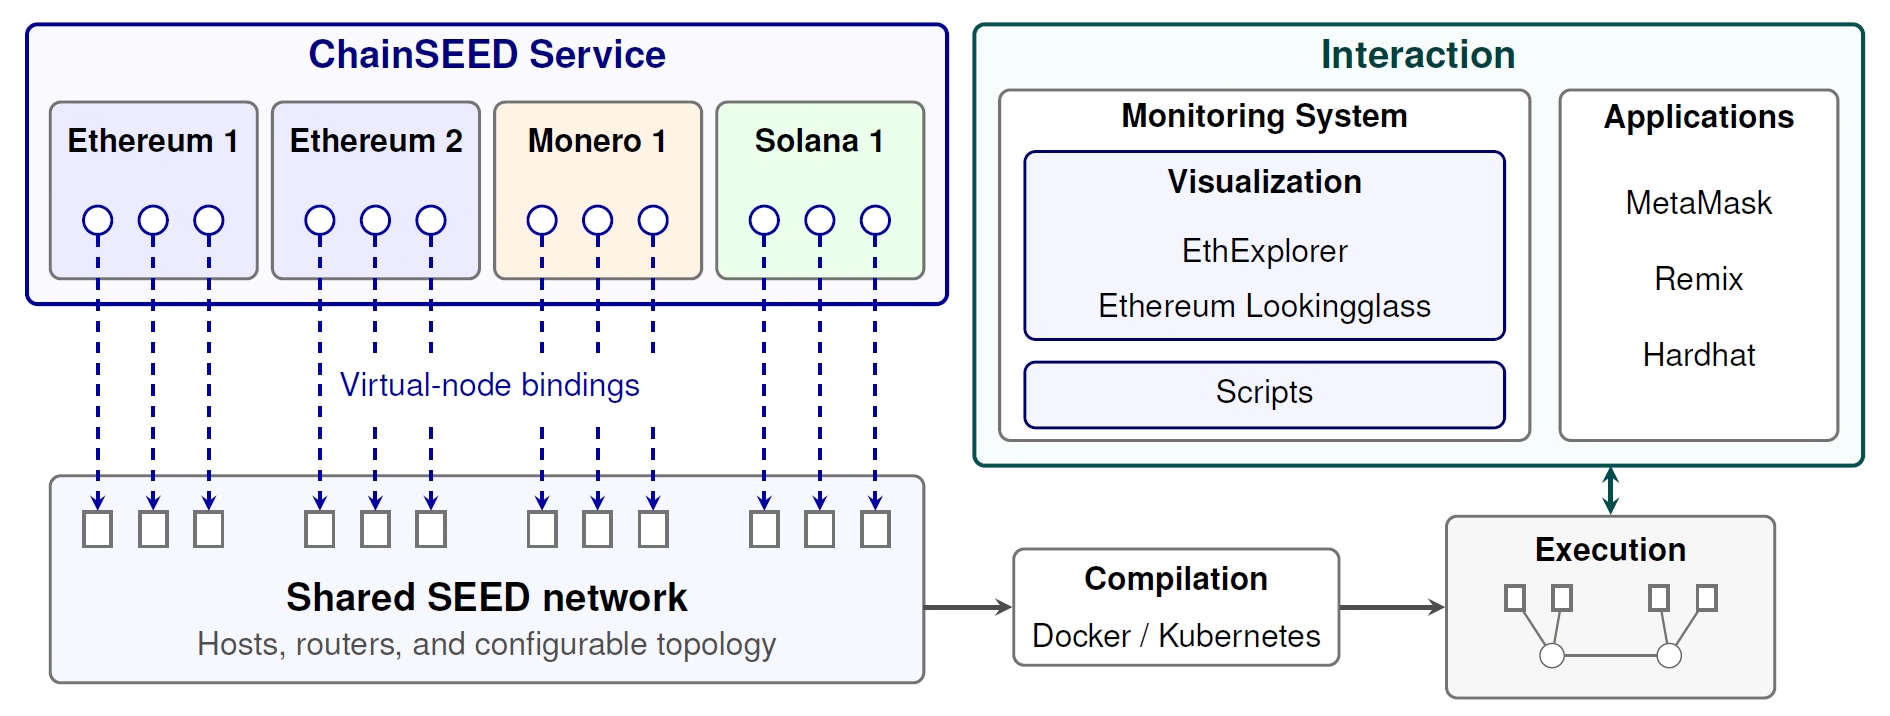 ChainSEED Service
Ethereum 1
Ethereum 2
Monero 1
Solana 1
Virtual-node bindings
Shared SEED network
Hosts, routers, and configurable topology
Interaction
Monitoring System
Visualization
EthExplorer
Ethereum Lookingglass
Scripts
Applications
MetaMask
Remix
Hardhat
Compilation
Docker / Kubernetes
Execution